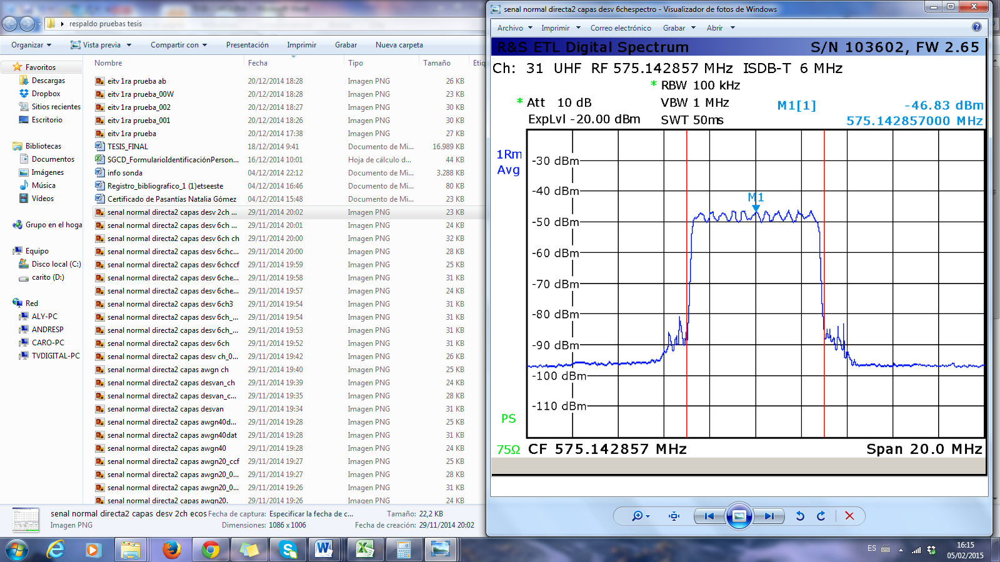 respaldo pruebas tesis
Organizar
Vista previa
Compartir con
Presentación
Imprimir
Grabar
Nueva carpeta
Favoritos
Descargas
Dropbox
Sitios recientes
Escritorio
Bibliotecas
Documentos
Imágenes
Música
Vídeos
Grupo en el hoga
Equipo
Disco local (C:)
carito (D:)
Red
ALY-PC
ANDRESP
CARO-PC
TVDIGITAL-PC
Nombre Fecha Tipo Tamaño Etiq
eitv 1ra prueba ab 20/12/2014 18:28 Imagen PNG 26 KB
eitv 1ra prueba_00W 20/12/2014 18:28 Imagen PNG 23 KB
eitv 1ra prueba_002 20/12/2014 18:27 Imagen PNG 30 KB
eitv 1ra prueba_001 20/12/2014 18:26 Imagen PNG 30 KB
eitv 1ra prueba 20/12/2014 17:38 Imagen PNG 27 KB
TESIS_FINAL 18/12/2014 9:41 Documento de Mi... 16.989 KB
SGCD_FormularioIdentificaciónPerson... 16/12/2014 10:01 Hoja de cálculo d... 44 KB
info sonda 04/12/2014 22:12 Documento de Mi... 3.288 KB
Registro_bibliografico_1 (1)etseeste 04/12/2014 16:46 Documento de Mi... 80 KB
Certificado de Pasantías Natalia Gómez 04/12/2014 15:48 Documento de Mi... 23 KB
senal normal directa2 capas desv 2ch ... 29/11/2014 20:02 Imagen PNG 23 KB
senal normal directa2 capas desv 6ch ... 29/11/2014 20:01 Imagen PNG 24 KB
senal normal directa2 capas desv 6ch ch 29/11/2014 20:00 Imagen PNG 32 KB
senal normal directa2 capas desv 6chc... 29/11/2014 20:00 Imagen PNG 28 KB
senal normal directa2 capas desv 6chccf 29/11/2014 19:59 Imagen PNG 25 KB
senal normal directa2 capas desv 6che... 29/11/2014 19:58 Imagen PNG 31 KB
senal normal directa2 capas desv 6che... 29/11/2014 19:57 Imagen PNG 24 KB
senal normal directa2 capas desv 6ch3 29/11/2014 19:54 Imagen PNG 31 KB
senal normal directa2 capas desv 6ch_... 29/11/2014 19:54 Imagen PNG 31 KB
senal normal directa2 capas desv 6ch_... 29/11/2014 19:53 Imagen PNG 31 KB
senal normal directa2 capas desv 6ch 29/11/2014 19:52 Imagen PNG 31 KB
senal normal directa2 capas desv ch_0... 29/11/2014 19:42 Imagen PNG 26 KB
senal normal directa2 capas awgn ch 29/11/2014 19:40 Imagen PNG 25 KB
senal normal directa2 capas desvan_ch 29/11/2014 19:39 Imagen PNG 24 KB
senal normal directa2 capas desvan_c... 29/11/2014 19:35 Imagen PNG 28 KB
senal normal directa2 capas desvan 29/11/2014 19:34 Imagen PNG 31 KB
senal normal directa2 capas awgn40d... 29/11/2014 19:28 Imagen PNG 25 KB
senal normal directa2 capas awgn40dat 29/11/2014 19:28 Imagen PNG 31 KB
senal normal directa2 capas awgn40 29/11/2014 19:28 Imagen PNG 24 KB
senal normal directa2 capas awgn20_ccf 29/11/2014 19:27 Imagen PNG 25 KB
senal normal directa2 capas awgn20_0... 29/11/2014 19:27 Imagen PNG 28 KB
senal normal directa2 capas awgn20_0... 29/11/2014 19:26 Imagen PNG 31 KB
senal normal directa2 capas awgn20. 29/11/2014 19:26 Imagen PNG 24 KB
senal normal directa2 capas desv 2ch ecos Fecha de captura: Especificar la fecha de c... Tamaño: 22,2 KB
Imagen PNG Dimensiones: 1086 x 1006 Fecha de creación: 29/11/2014 20:02
senal normal directa2 capas desv 6chespectro - Visualizador de fotos de Windows
Archivo Imprimir Correo electrónico Grabar Abrir
R&S ETL Digital Spectrum S/N 103602, FW 2.65
Ch: 31 UHF RF 575.142857 MHz ISDB-T 6 MHz
* RBW 100 kHz
* Att 10 dB VBW 1 MHz M1[1] -46.83 dBm
ExpLvl -20.00 dBm SWT 50ms 575.142857000 MHz
1Rm
Avg
M1
-30 dBm
-40 dBm
-50 dBm
-60 dBm
-70 dBm
-80 dBm
-90 dBm
-100 dBm
-110 dBm
PS
75Ω CF 575.142857 MHz Span 20.0 MHz
ES
16:15
05/02/2015